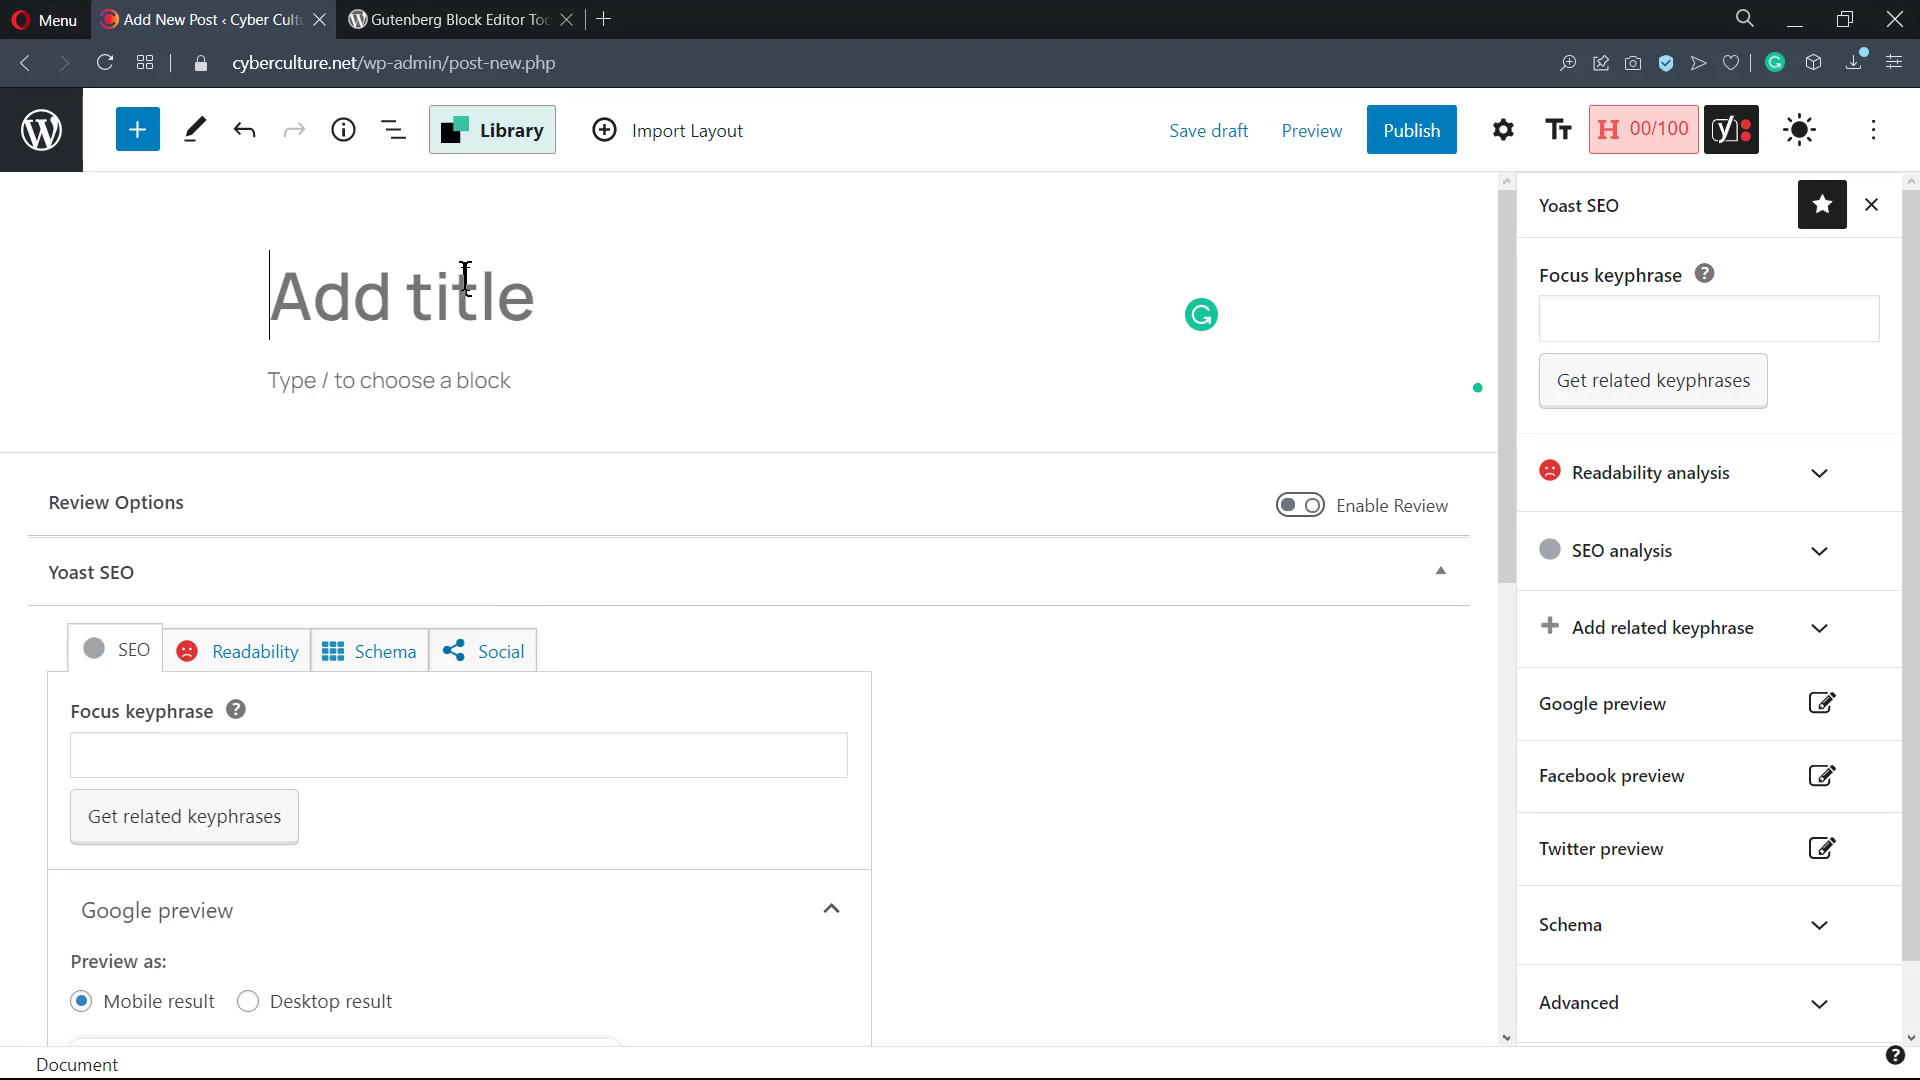 Menu
Add New Post ‹ Cyber Cult
Gutenberg Block Editor Too
cyberculture.net/wp-admin/post-new.php
Library
Import Layout
Save draft
Preview
Publish
H 00/100
Yoast SEO
Add title
Focus keyphrase
Type / to choose a block
Get related keyphrases
Readability analysis
Review Options
Enable Review
SEO analysis
Yoast SEO
Add related keyphrase
SEO
Readability
Schema
Social
Focus keyphrase
Google preview
Facebook preview
Get related keyphrases
Twitter preview
Google preview
Schema
Preview as:
Mobile result
Desktop result
Advanced
Document